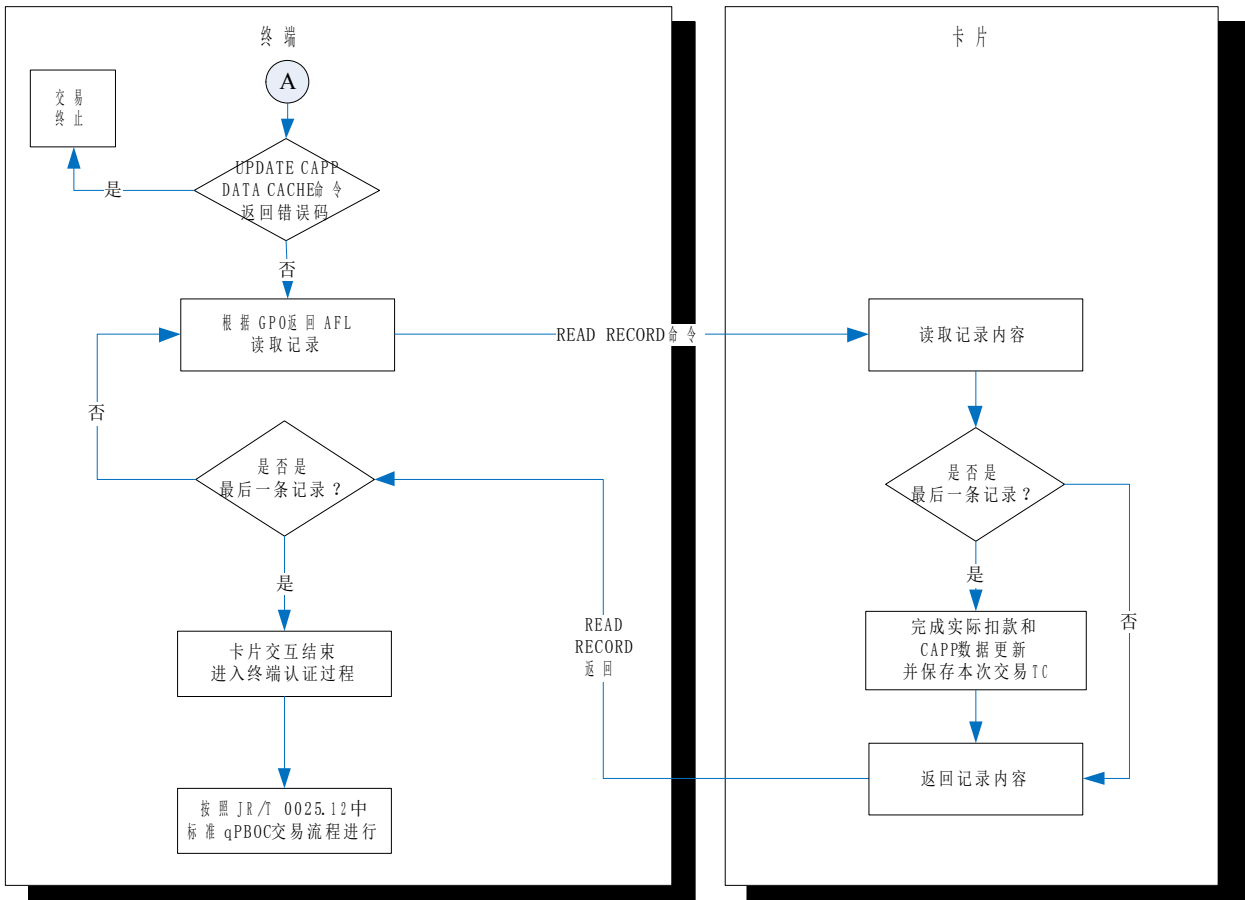 终端
A
交易
终止
UPDATE CAPP
DATA CACHE命令
返回错误码
是
否
根据GPO返回AFL
读取记录
READ RECORD命令
否
是否是
最后一条记录？
是
卡片交互结束
进入终端认证过程
按照JR/T 0025.12中
标准qPBOC交易流程进行
READ
RECORD
返回
卡片
读取记录内容
是否是
最后一条记录？
是
否
完成实际扣款和
CAPP数据更新
并保存本次交易TC
返回记录内容